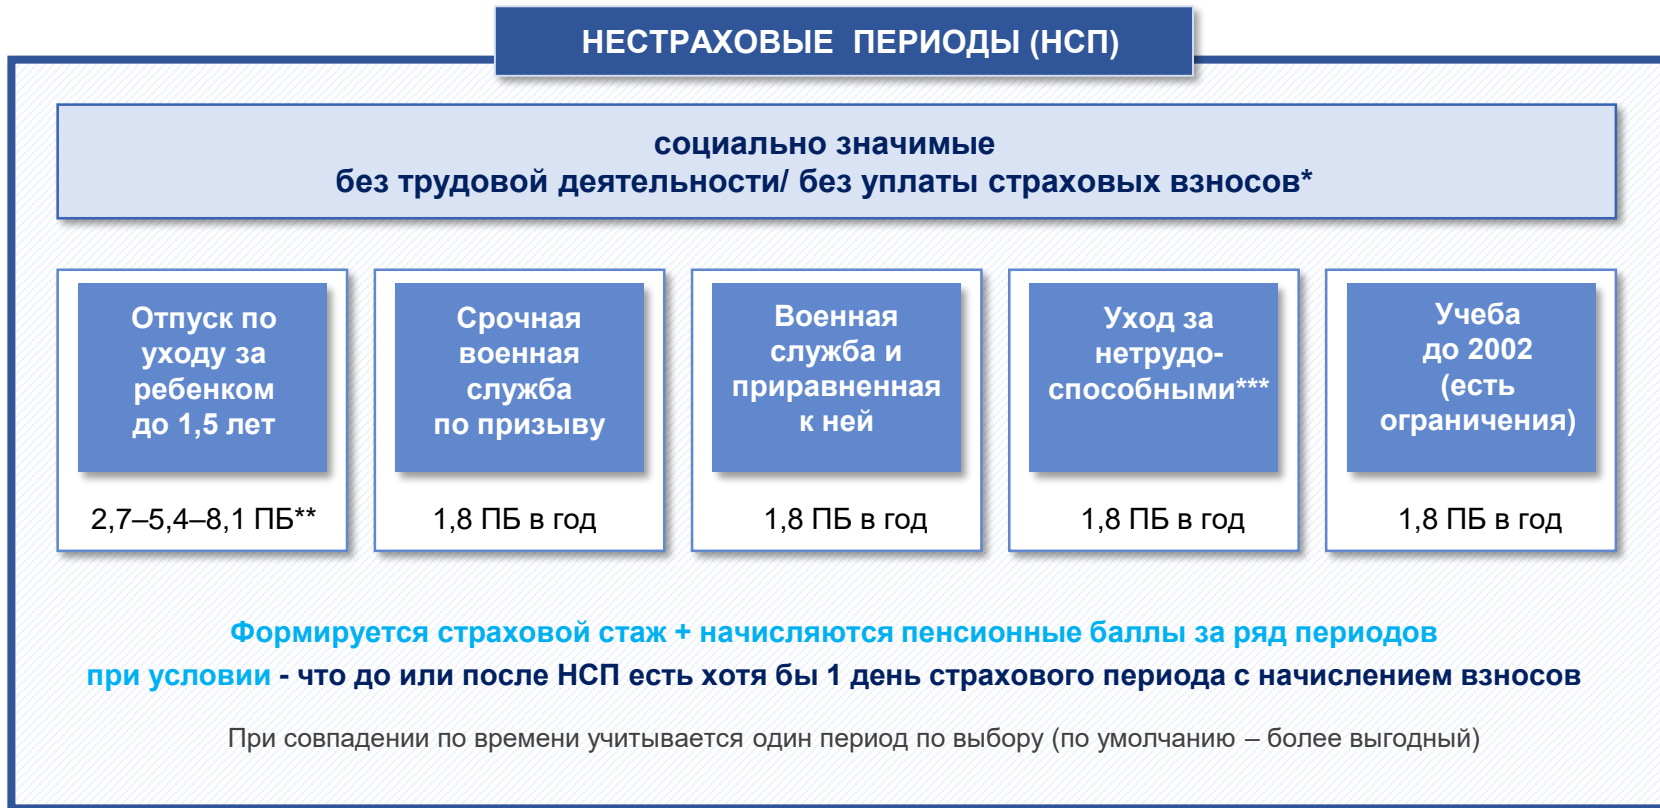 НЕСТРАХОВЫЕ ПЕРИОДЫ (НСП)
социально значимые
без трудовой деятельности/ без уплаты страховых взносов*
Отпуск по
уходу за
ребенком
до 1,5 лет
2,7–5,4–8,1 ПБ**
Срочная
военная
служба
по призыву
1,8 ПБ в год
Военная
служба и
приравненная
к ней
1,8 ПБ в год
Уход за
нетрудо-
способными***
1,8 ПБ в год
Учеба
до 2002
(есть
ограничения)
1,8 ПБ в год
Формируется страховой стаж + начисляются пенсионные баллы за ряд периодов
при условии - что до или после НСП есть хотя бы 1 день страхового периода с начислением взносов
При совпадении по времени учитывается один период по выбору (по умолчанию – более выгодный)